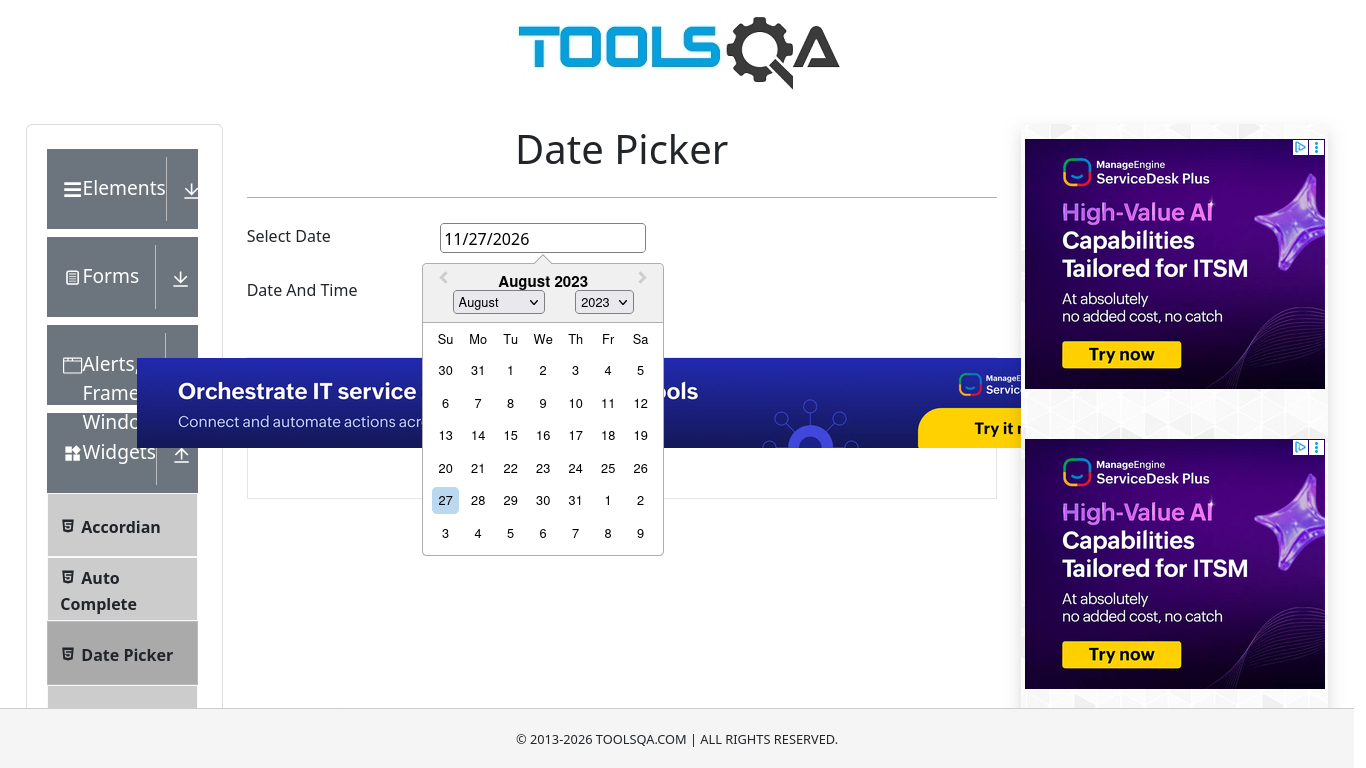 TOOLSQA
Elements
Forms
Alerts,
Frame
Windo
Widgets
Accordian
Auto
Complete
Date Picker
Date Picker
Select Date
11/27/2026
Date And Time
August 2023
August
2023
Su Mo Tu We Th Fr Sa
30 31 1 2 3 4 5
6 7 8 9 10 11 12
13 14 15 16 17 18 19
20 21 22 23 24 25 26
27 28 29 30 31 1 2
3 4 5 6 7 8 9
Orchestrate IT service
ools
Connect and automate actions acr
ManageE
Servic
Try it n
ManageEngine
ServiceDesk Plus
High-Value AI
Capabilities
Tailored for ITSM
At absolutely
no added cost, no catch
Try now
ManageEngine
ServiceDesk Plus
High-Value AI
Capabilities
Tailored for ITSM
At absolutely
no added cost, no catch
Try now
© 2013-2026 TOOLSQA.COM | ALL RIGHTS RESERVED.